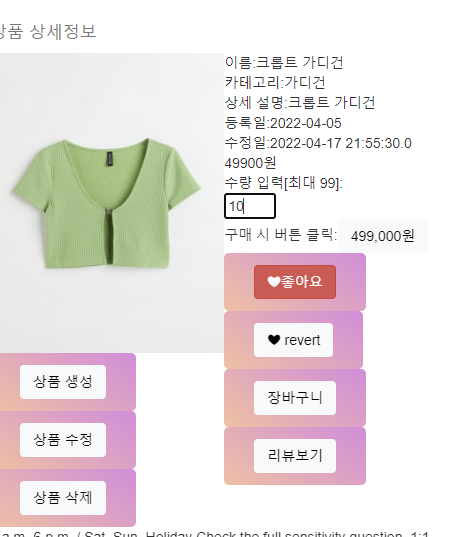 상품 상세정보
이름:크롭트 가디건
카테고리:가디건
상세 설명:크롭트 가디건
등록일:2022-04-05
수정일:2022-04-17 21:55:30.0
49900원
수량 입력[최대 99]:
10
구매 시 버튼 클릭: 499,000원
🤍좋아요
🖤 revert
장바구니
리뷰보기
상품 생성
상품 수정
상품 삭제
a.m.-6 p.m. / Sat, Sun, Holiday Check the full sensitivity question, 1:1